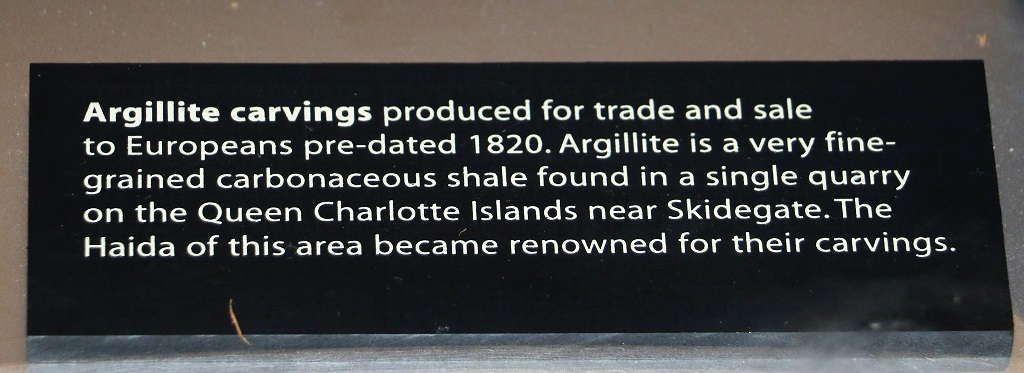 Argillite carvings produced for trade and sale
to Europeans pre-dated 1820. Argillite is a very fine-
grained carbonaceous shale found in a single quarry
on the Queen Charlotte Islands near Skidegate. The
Haida of this area became renowned for their carvings.